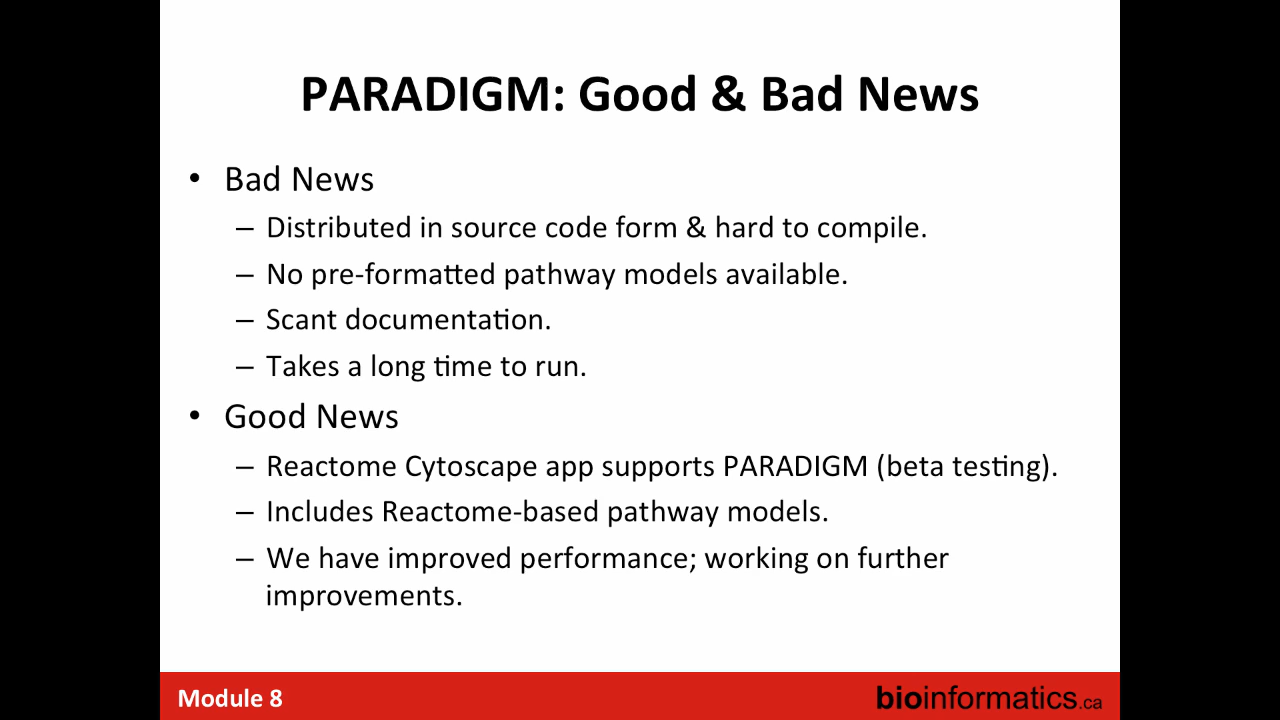 PARADIGM: Good & Bad News
• Bad News
– Distributed in source code form & hard to compile.
– No pre-formatted pathway models available.
– Scant documentation.
– Takes a long time to run.
• Good News
– Reactome Cytoscape app supports PARADIGM (beta testing).
– Includes Reactome-based pathway models.
– We have improved performance; working on further
improvements.
Module 8
bioinformatics.ca